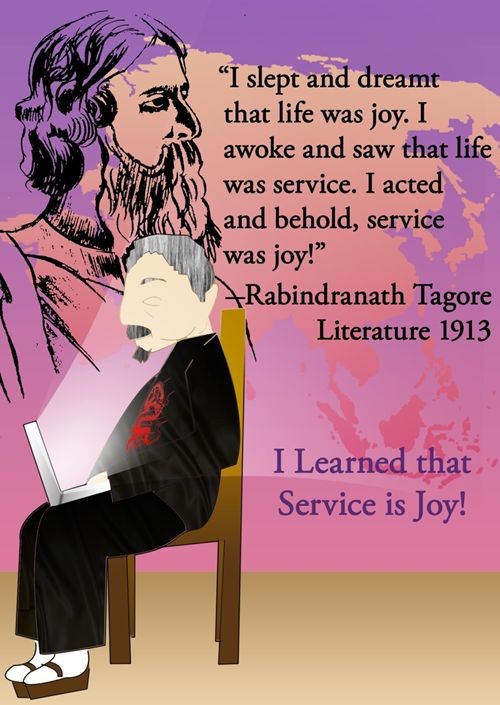 “I slept and dreamt
that life was joy. I
awoke and saw that life
was service. I acted
and behold, service
was joy!”
–Rabindranath Tagore
Literature 1913
I Learned that
Service is Joy!